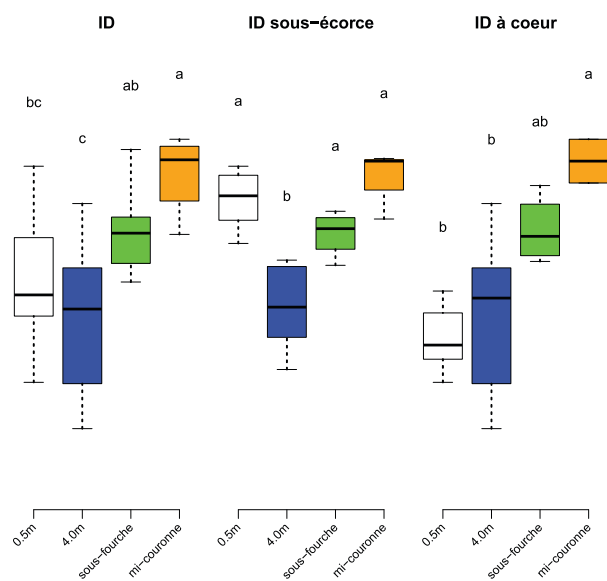 ID
ID sous−écorce
ID à coeur
bc
c
ab
a
a
b
a
a
b
b
ab
a
0.5m
4.0m
sous−fourche
mi−couronne
0.5m
4.0m
sous−fourche
mi−couronne
0.5m
4.0m
sous−fourche
mi−couronne